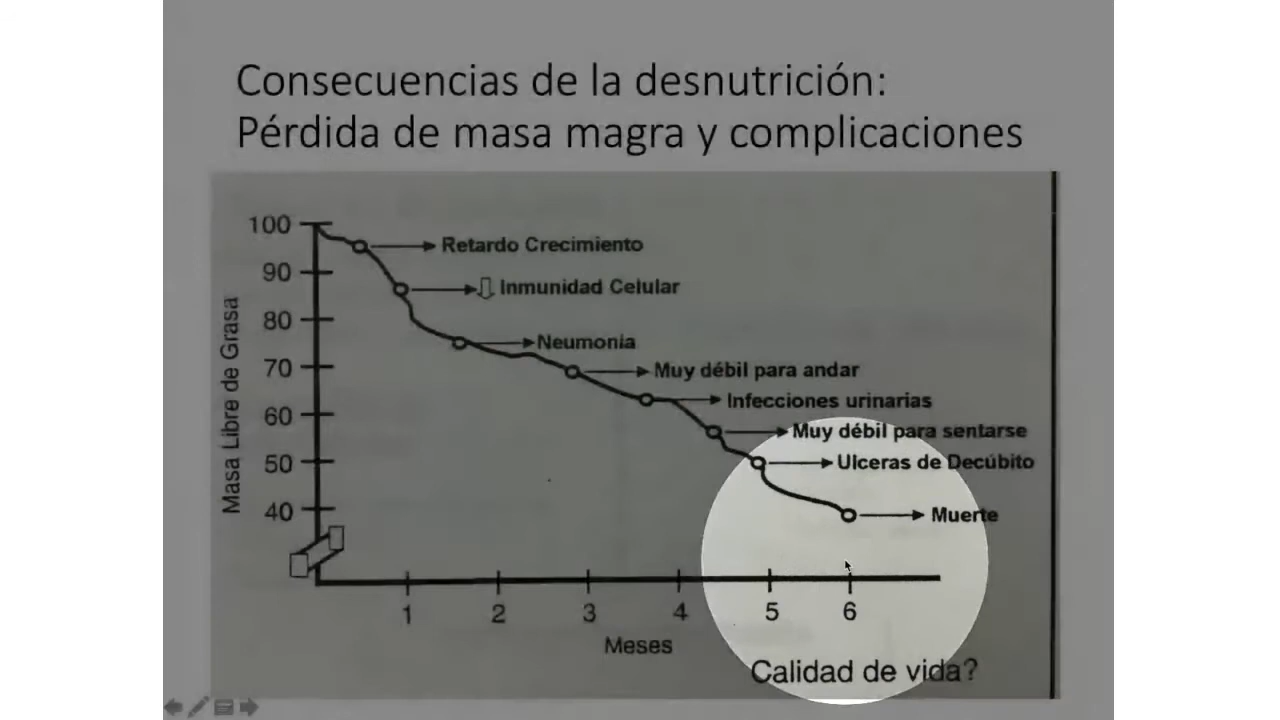 Consecuencias de la desnutrición:
Pérdida de masa magra y complicaciones
100
90
80
70
60
50
40
Masa Libre de Grasa
Retardo Crecimiento
Inmunidad Celular
Neumonia
Muy débil para andar
Infecciones urinarias
Muy débil para sentarse
Ulceras de Decúbito
Muerte
1 2 3 4 5 6
Meses
Calidad de vida?